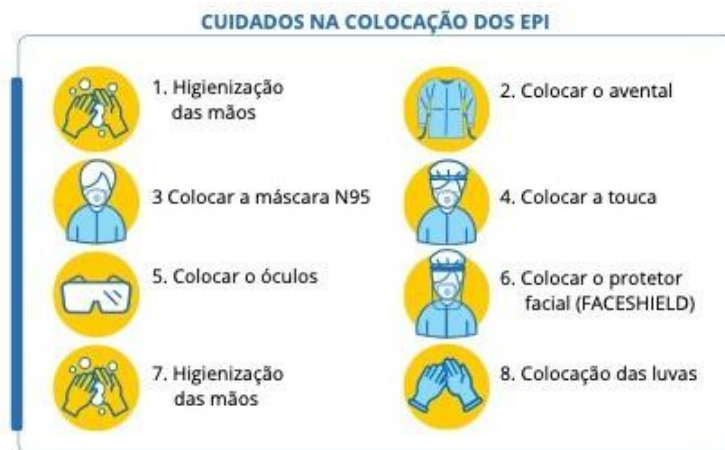 CUIDADOS NA COLOCAÇÃO DOS EPI
1. Higienização
das mãos
2. Colocar o avental
3 Colocar a máscara N95
4. Colocar a touca
5. Colocar o óculos
6. Colocar o protetor
facial (FACESHIELD)
7. Higienização
das mãos
8. Colocação das luvas